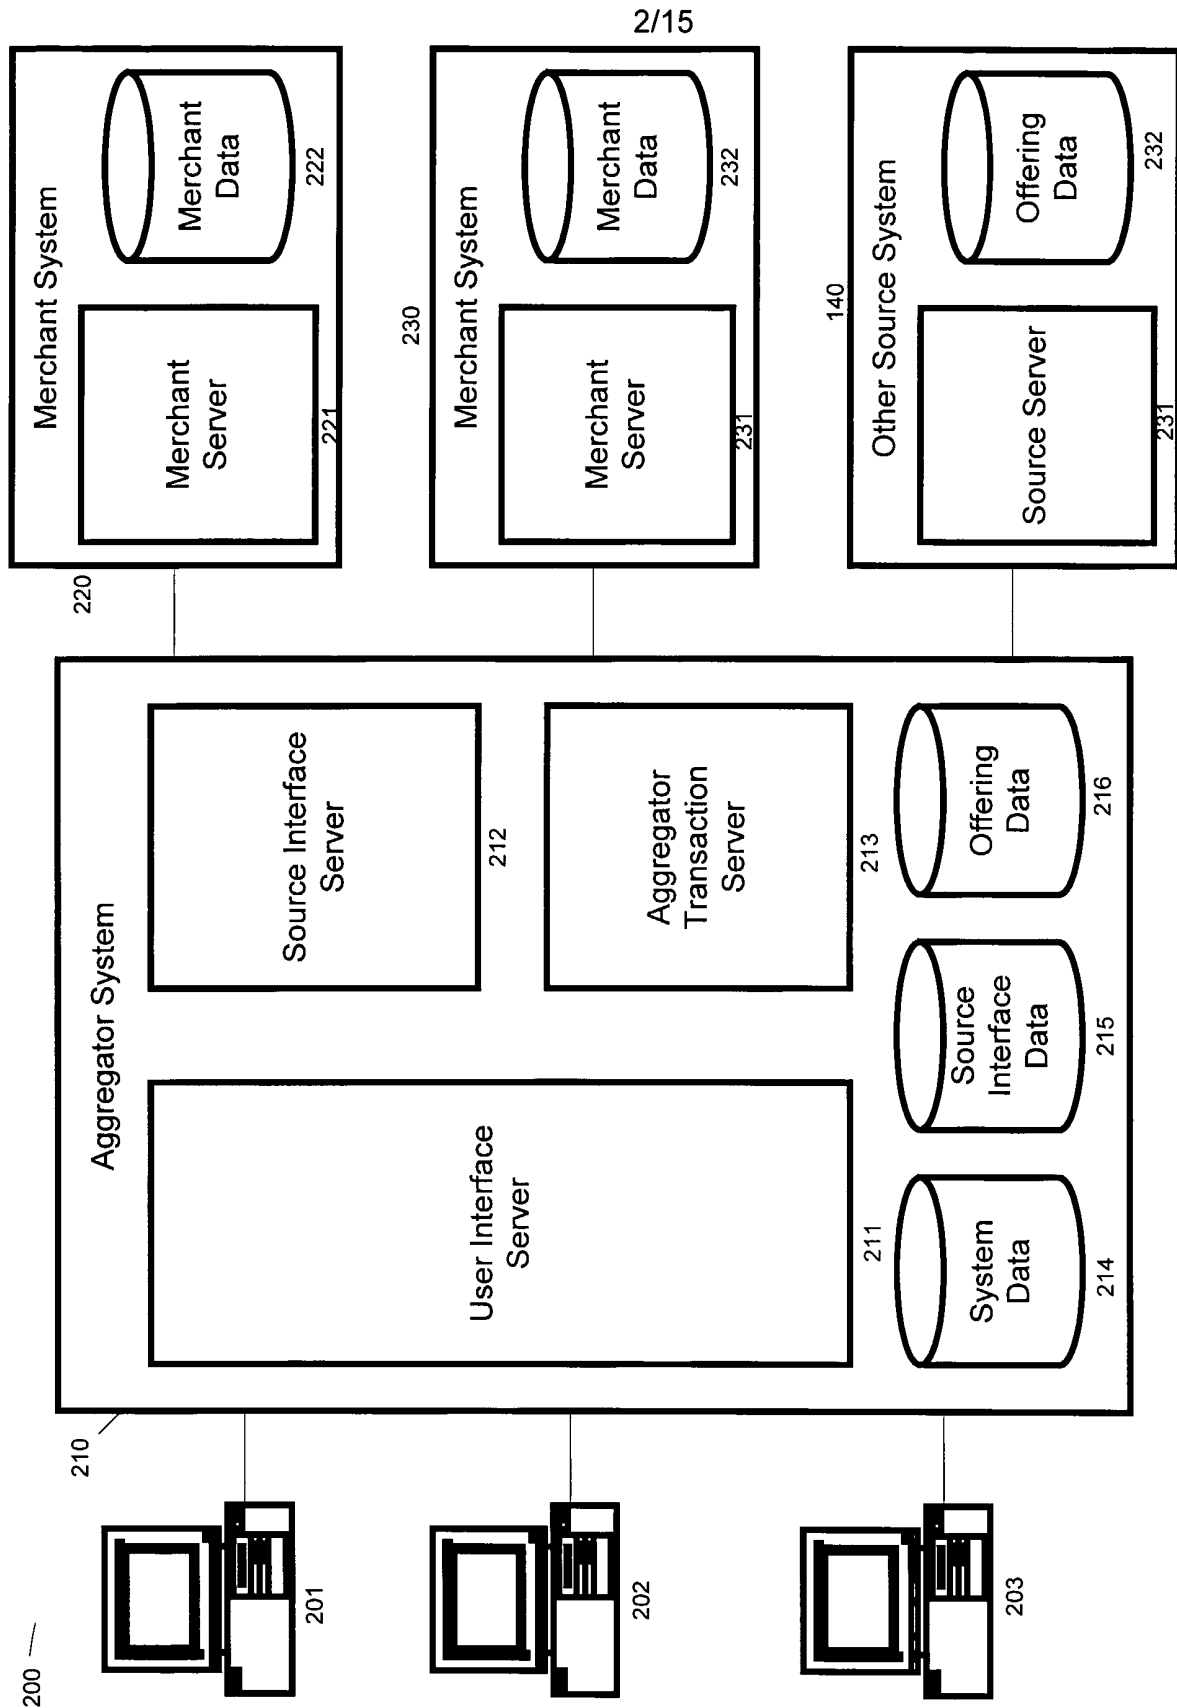 2/15
200
201
202
203
210
Aggregator System
User Interface
Server
211
Source Interface
Server
212
Aggregator
Transaction
Server
213
System
Data
214
Source
Interface
Data
215
Offering
Data
216
220
Merchant System
Merchant
Server
221
Merchant
Data
222
230
Merchant System
Merchant
Server
231
Merchant
Data
232
140
Other Source System
Source Server
231
Offering
Data
232